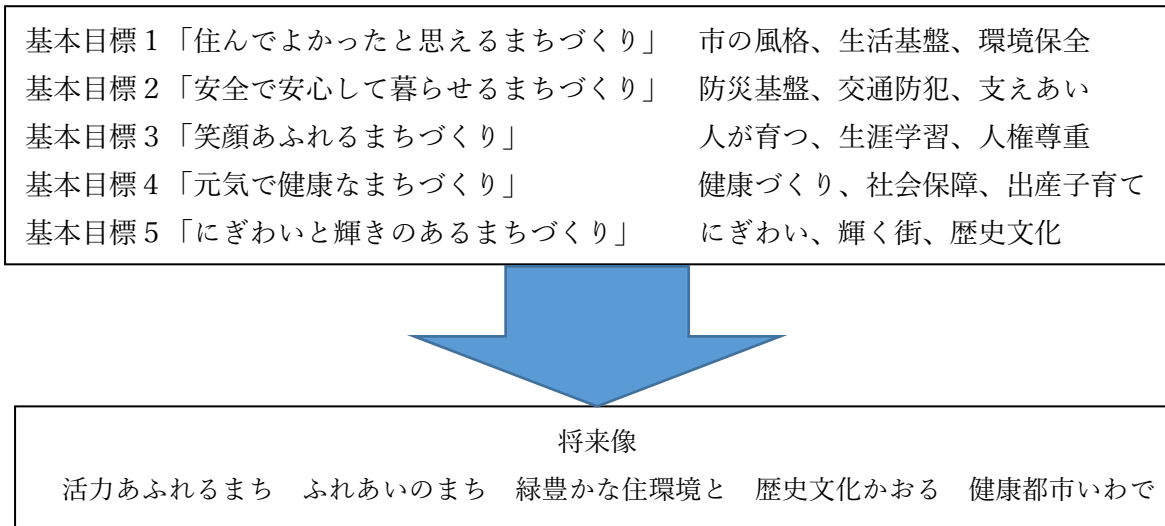 基本目標１「住んでよかったと思えるまちづくり」　市の風格、生活基盤、環境保全
基本目標２「安全で安心して暮らせるまちづくり」　防災基盤、交通防犯、支えあい
基本目標３「笑顔あふれるまちづくり」　人が育つ、生涯学習、人権尊重
基本目標４「元気で健康なまちづくり」　健康づくり、社会保障、出産子育て
基本目標５「にぎわいと輝きのあるまちづくり」　にぎわい、輝く街、歴史文化
将来像
活力あふれるまち　ふれあいのまち　緑豊かな住環境と　歴史文化かおる　健康都市いわで